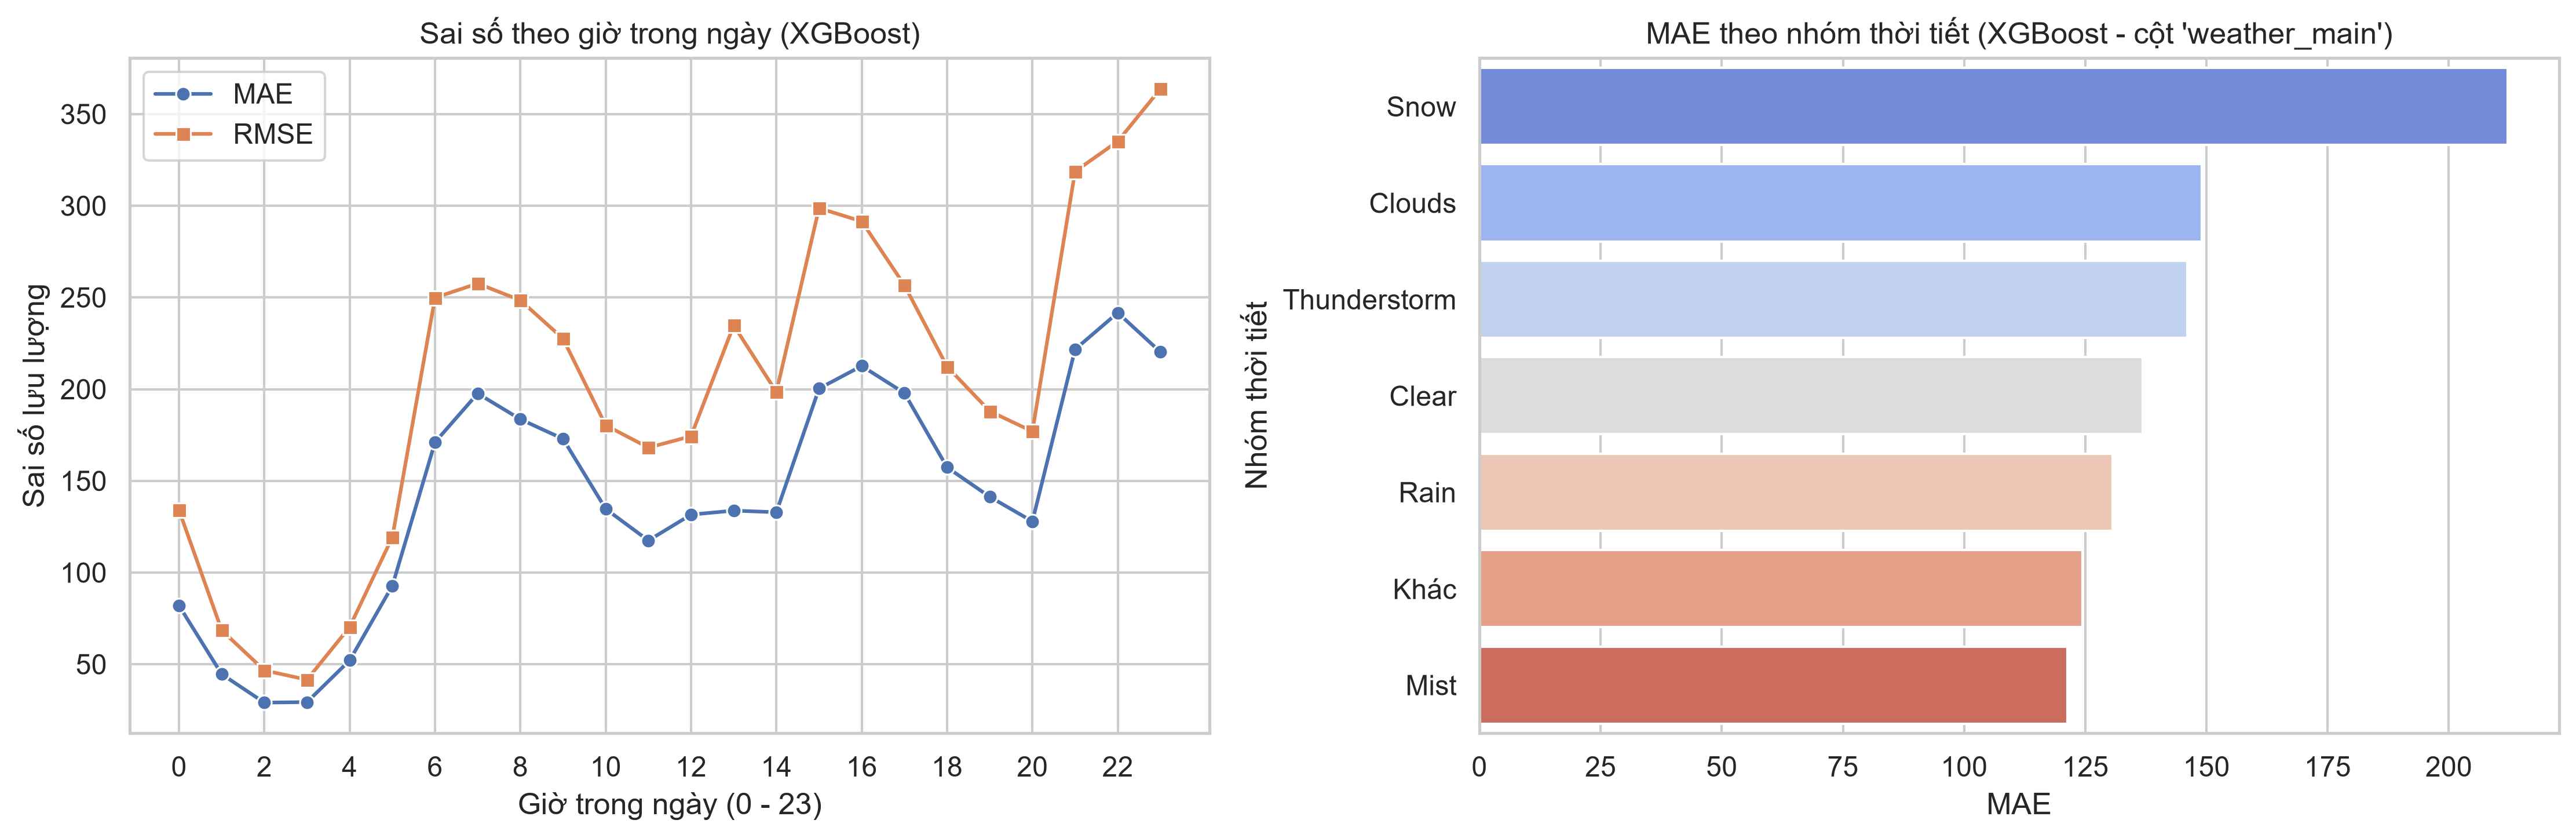 Sai số theo giờ trong ngày (XGBoost)
MAE
RMSE
Sai số lưu lượng
350
300
250
200
150
100
50
0 2 4 6 8 10 12 14 16 18 20 22
Giờ trong ngày (0 - 23)
MAE theo nhóm thời tiết (XGBoost - cột 'weather_main')
Nhóm thời tiết
Snow
Clouds
Thunderstorm
Clear
Rain
Khác
Mist
0 25 50 75 100 125 150 175 200
MAE